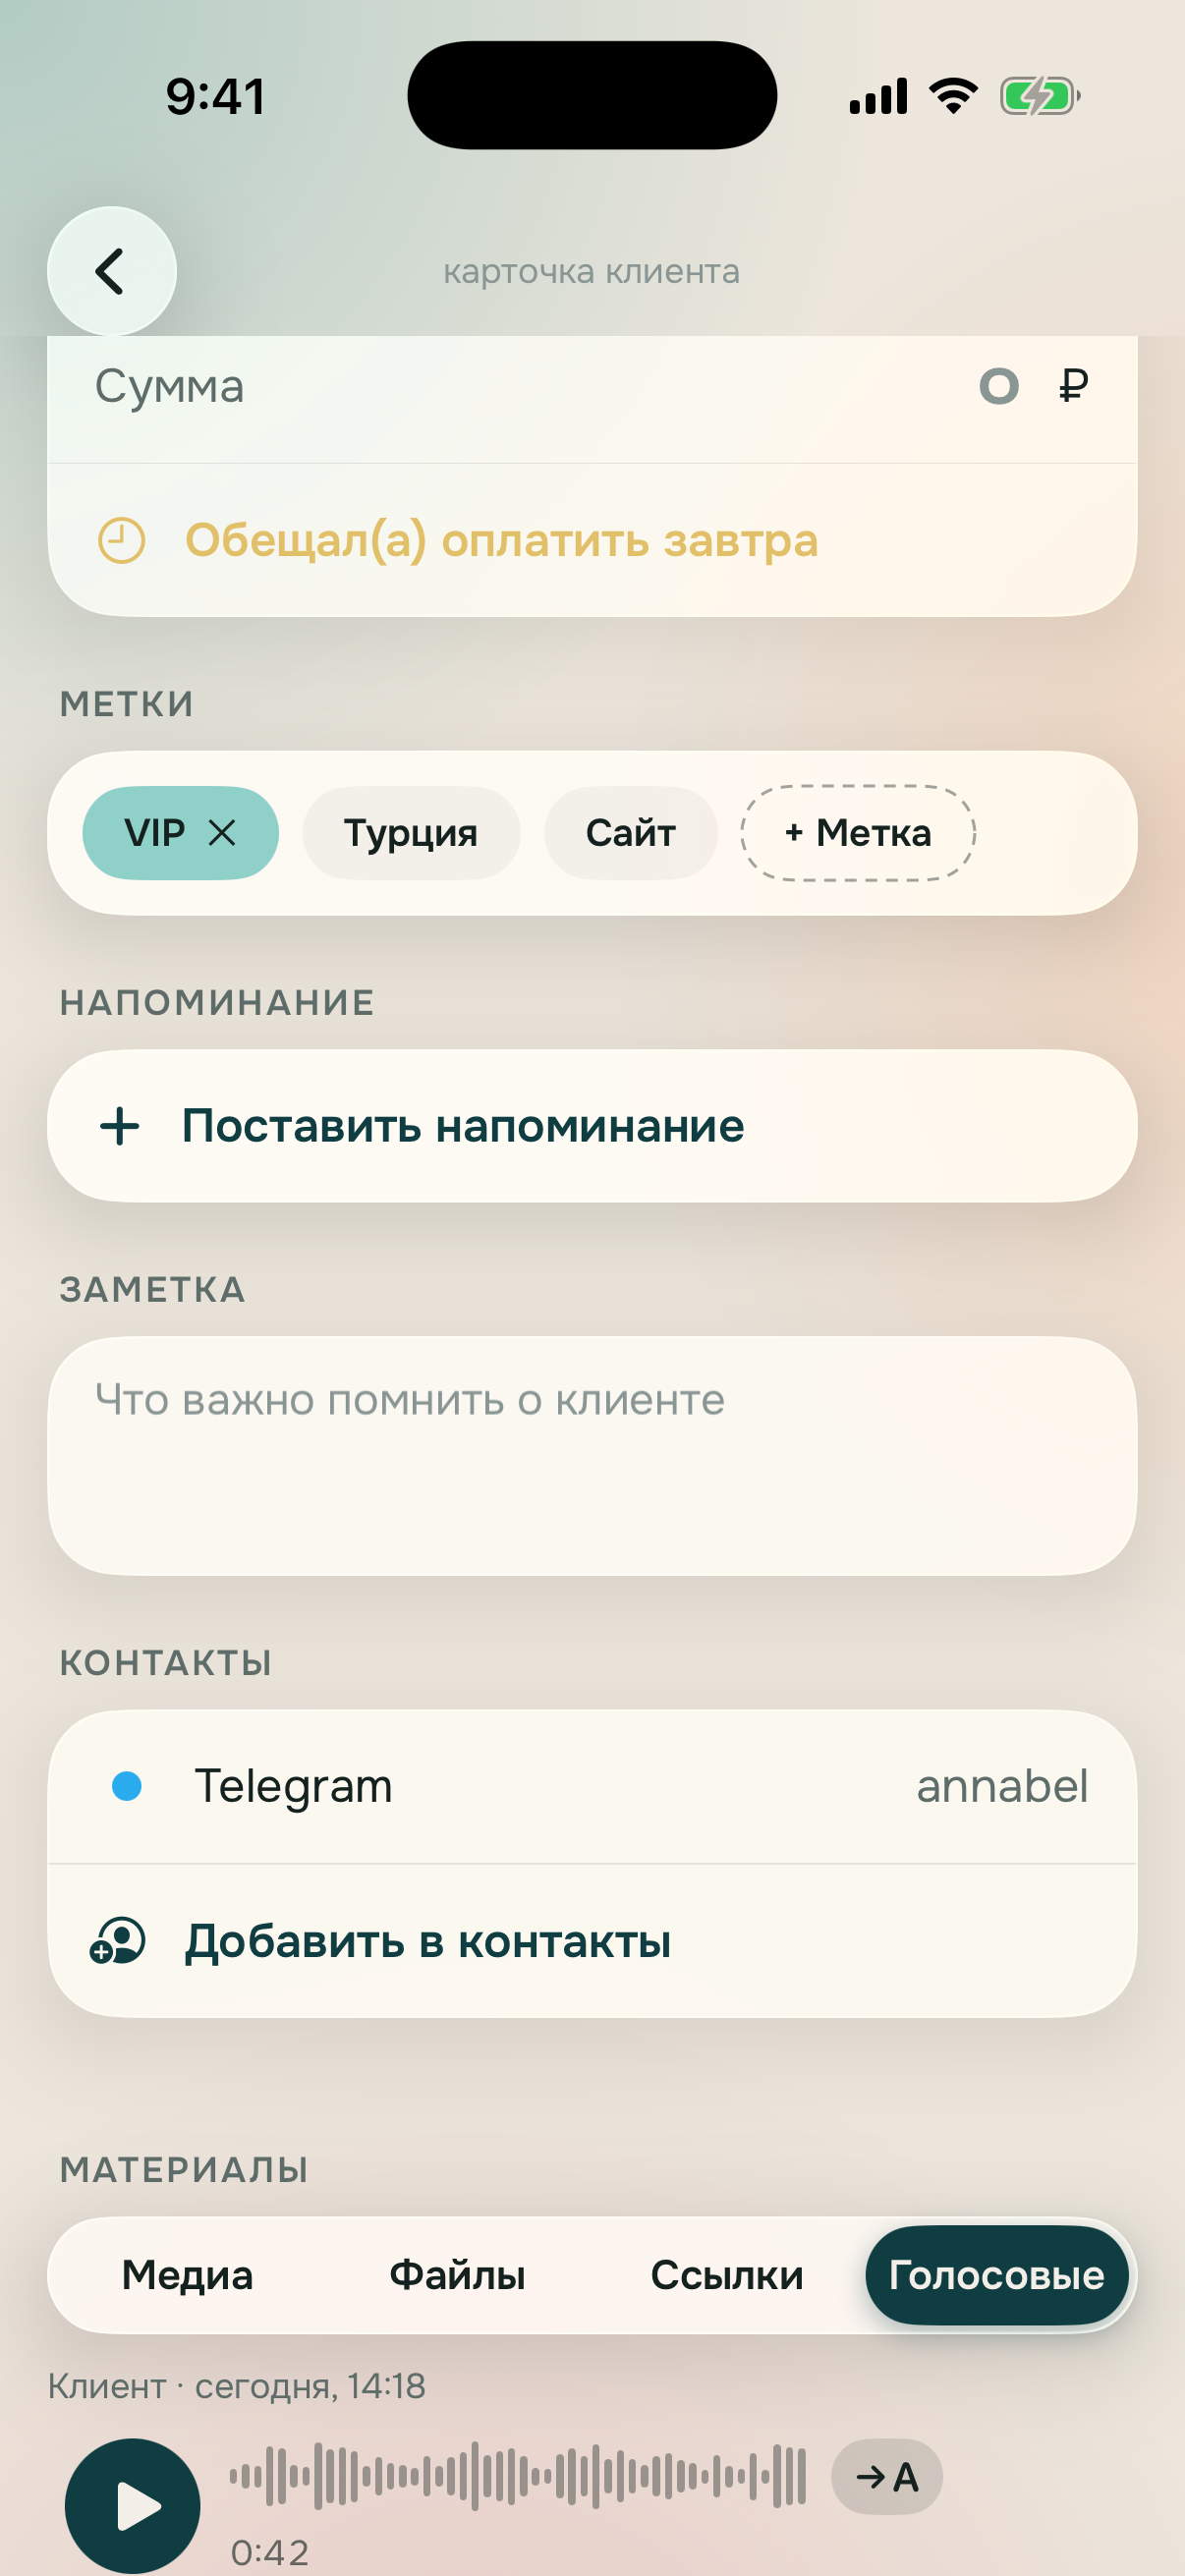 9:41
карточка клиента
Сумма 0 ₽
Обещал(а) оплатить завтра
МЕТКИ
VIP Турция Сайт + Метка
НАПОМИНАНИЕ
Поставить напоминание
ЗАМЕТКА
Что важно помнить о клиенте
КОНТАКТЫ
Telegram annabel
Добавить в контакты
МАТЕРИАЛЫ
Медиа Файлы Ссылки Голосовые
Клиент · сегодня, 14:18
→A
0:42